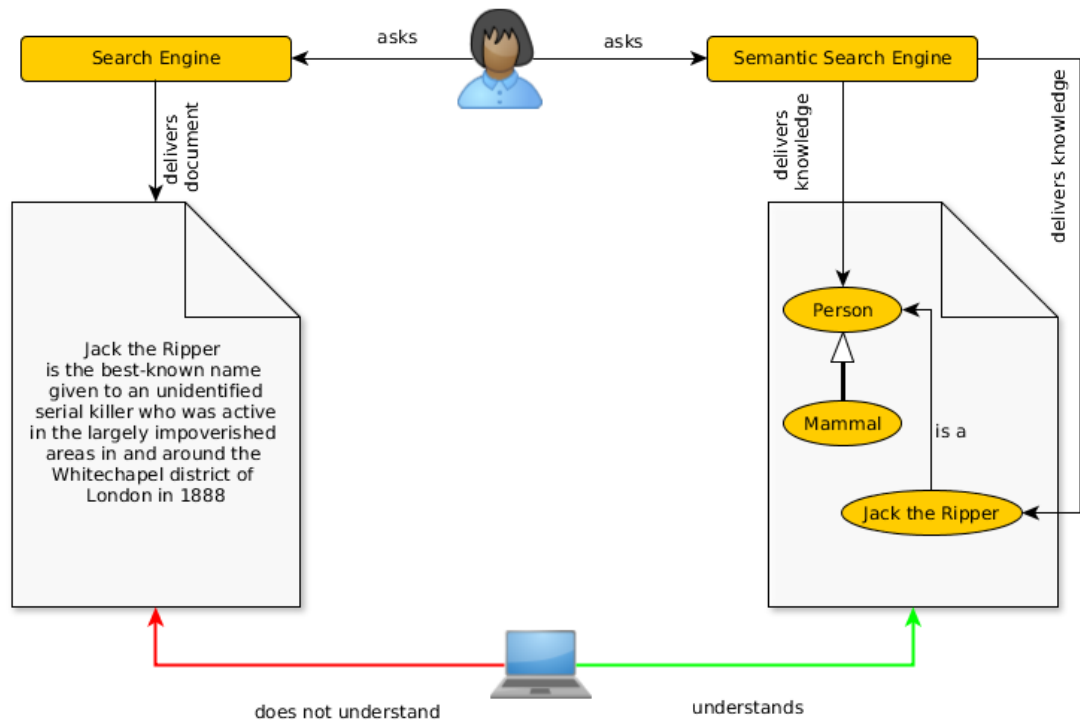 asks
asks
Search Engine
Semantic Search Engine
delivers
document
delivers
knowledge
delivers knowledge
Jack the Ripper
is the best-known name
given to an unidentified
serial killer who was active
in the largely impoverished
areas in and around the
Whitechapel district of
London in 1888
Person
Mammal
is a
Jack the Ripper
does not understand
understands